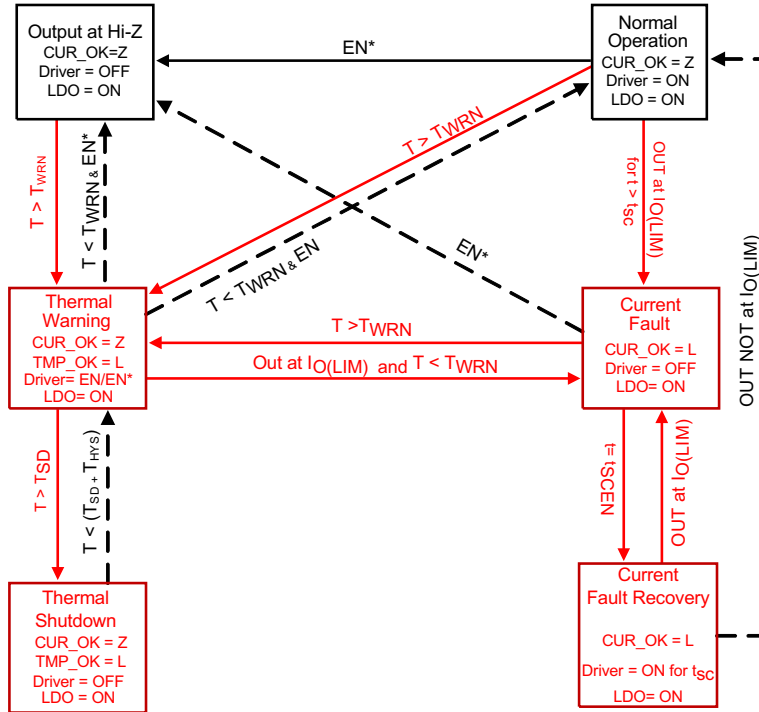 Output at Hi-Z
CUR_OK=Z
Driver = OFF
LDO = ON
EN*
Normal
Operation
CUR_OK = Z
Driver = ON
LDO = ON
T > TWRN
T < TWRN & EN*
T > TWRN
T < TWRN & EN
EN*
OUT at IO(LIM)
for t > tsc
OUT NOT at IO(LIM)
Thermal
Warning
CUR_OK = Z
TMP_OK = L
Driver= EN/EN*
LDO= ON
T >TWRN
Out at IO(LIM) and T < TWRN
Current
Fault
CUR_OK = L
Driver = OFF
LDO= ON
T > TSD
T < (TSD + THYS)
t= tSCEN
OUT at IO(LIM)
Thermal
Shutdown
CUR_OK = Z
TMP_OK = L
Driver = OFF
LDO = ON
Current
Fault Recovery
CUR_OK = L
Driver = ON for tSC
LDO= ON